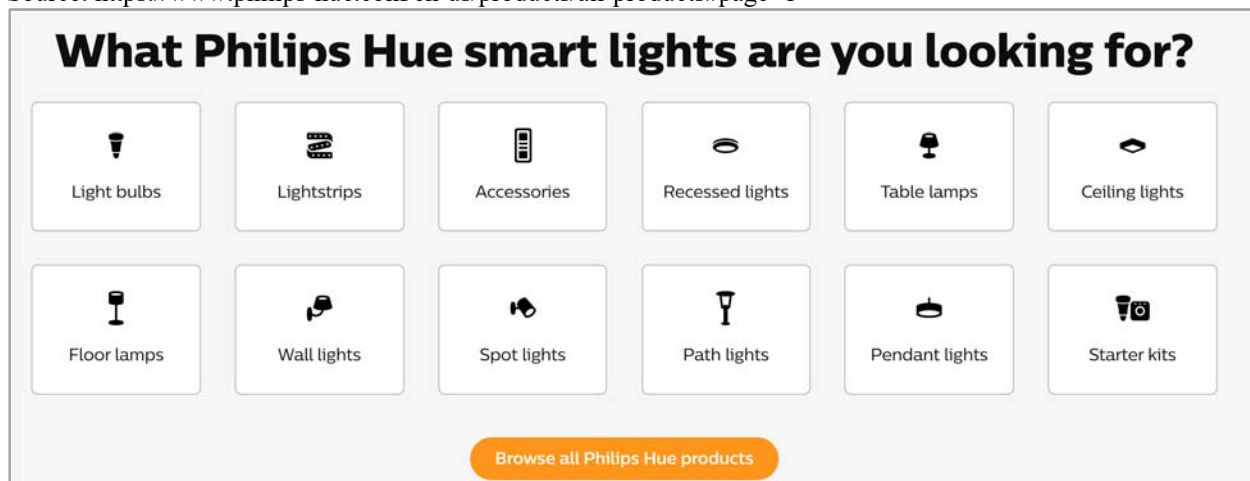 What Philips Hue smart lights are you looking for?
Light bulbs
Lightstrips
Accessories
Recessed lights
Table lamps
Ceiling lights
Floor lamps
Wall lights
Spot lights
Path lights
Pendant lights
Starter kits
Browse all Philips Hue products